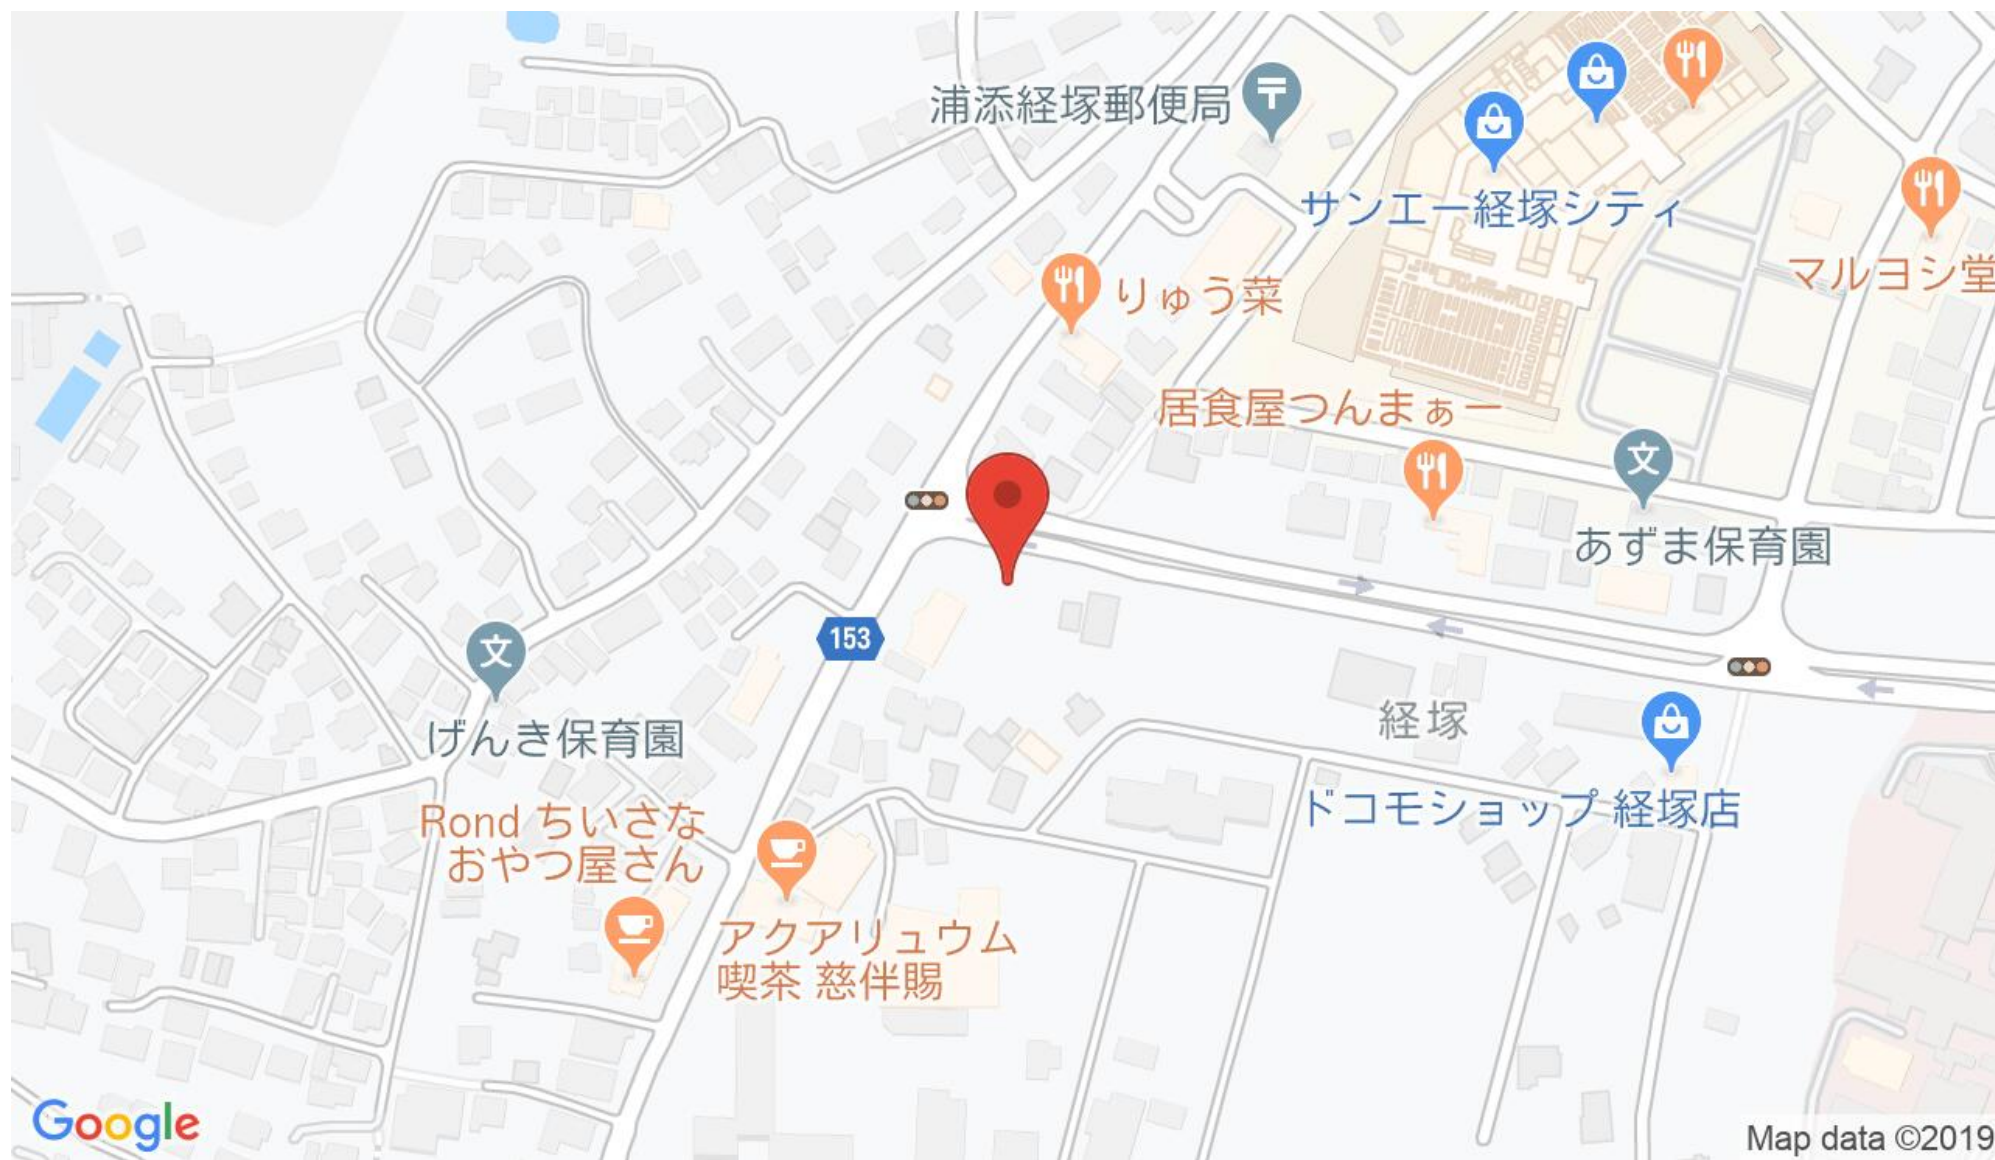 浦添経塚郵便局
サンエー経塚シティ
マルヨシ堂
りゅう菜
居食屋つんまぁー
文
あずま保育園
153
文
げんき保育園
経塚
ドコモショップ 経塚店
Rond ちいさな
おやつ屋さん
アクアリュウム
喫茶 慈伴賜
Google
Map data ©2019